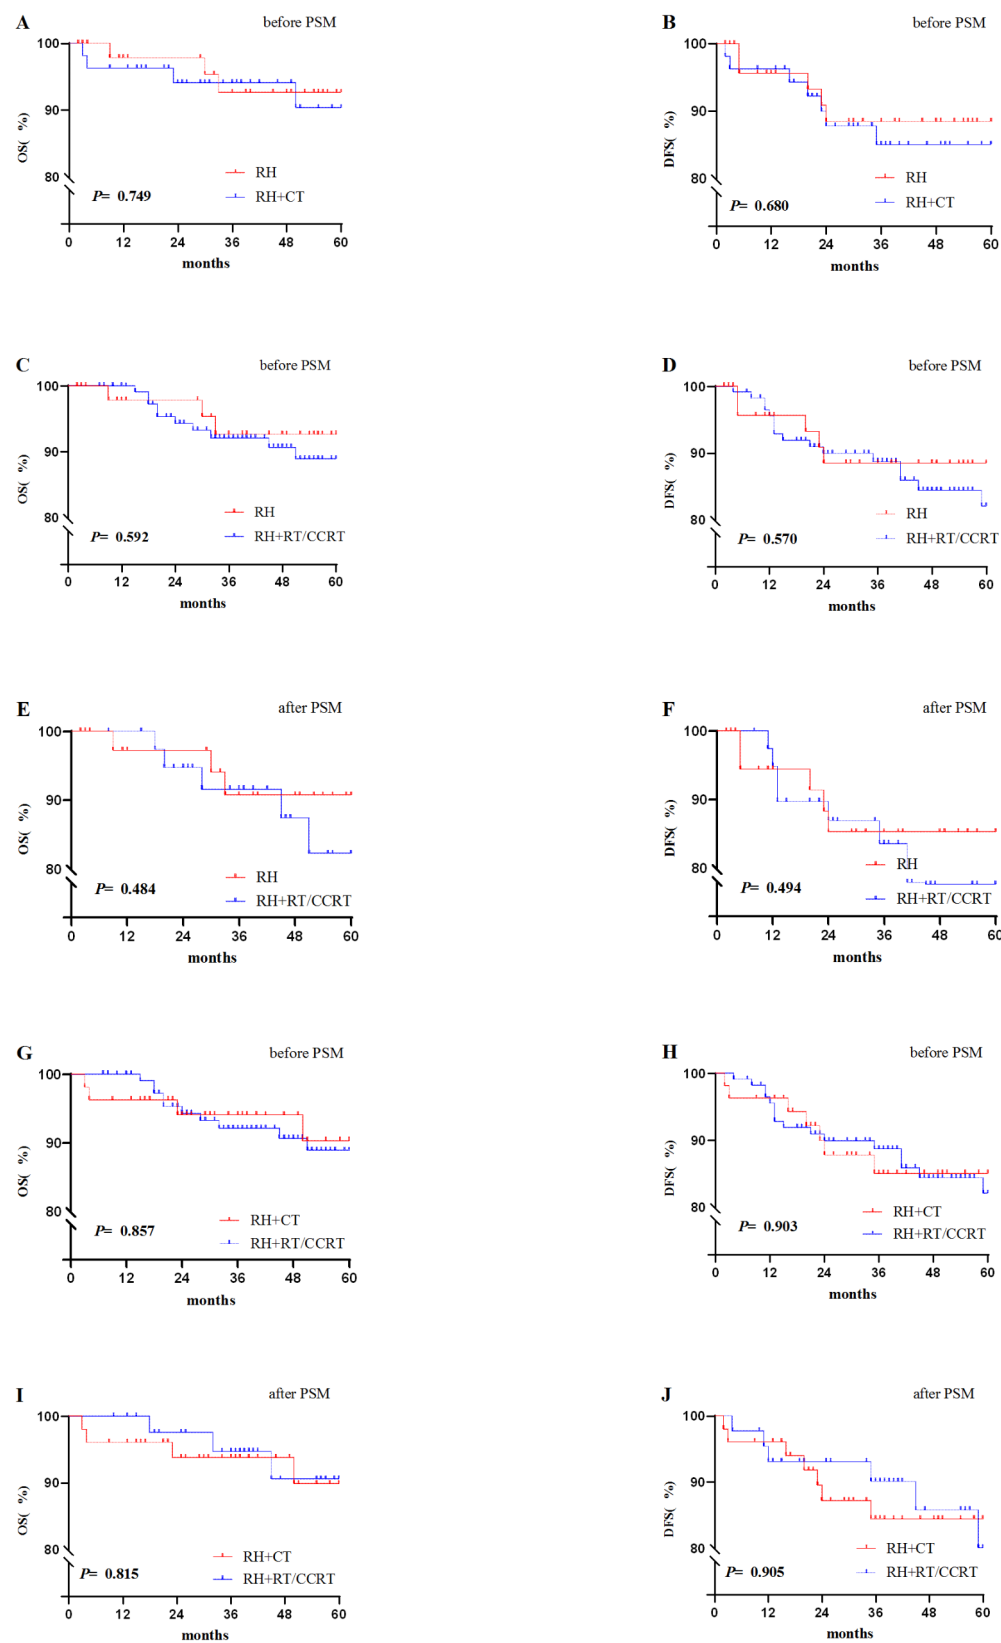 A before PSM
100
90
80
OS( %)
RH
RH+CT
P= 0.749
0 12 24 36 48 60
months
B before PSM
100
90
80
DFS( %)
RH
RH+CT
P= 0.680
0 12 24 36 48 60
months
C before PSM
100
90
80
OS( %)
RH
RH+RT/CCRT
P= 0.592
0 12 24 36 48 60
months
D before PSM
100
90
80
DFS( %)
RH
RH+RT/CCRT
P= 0.570
0 12 24 36 48 60
months
E after PSM
100
90
80
OS( %)
RH
RH+RT/CCRT
P= 0.484
0 12 24 36 48 60
months
F after PSM
100
90
80
DFS( %)
RH
RH+RT/CCRT
P= 0.494
0 12 24 36 48 60
months
G before PSM
100
90
80
OS( %)
RH+CT
RH+RT/CCRT
P= 0.857
0 12 24 36 48 60
months
H before PSM
100
90
80
DFS( %)
RH+CT
RH+RT/CCRT
P= 0.903
0 12 24 36 48 60
months
I after PSM
100
90
80
OS( %)
RH+CT
RH+RT/CCRT
P= 0.815
0 12 24 36 48 60
months
J after PSM
100
90
80
DFS( %)
RH+CT
RH+RT/CCRT
P= 0.905
0 12 24 36 48 60
months